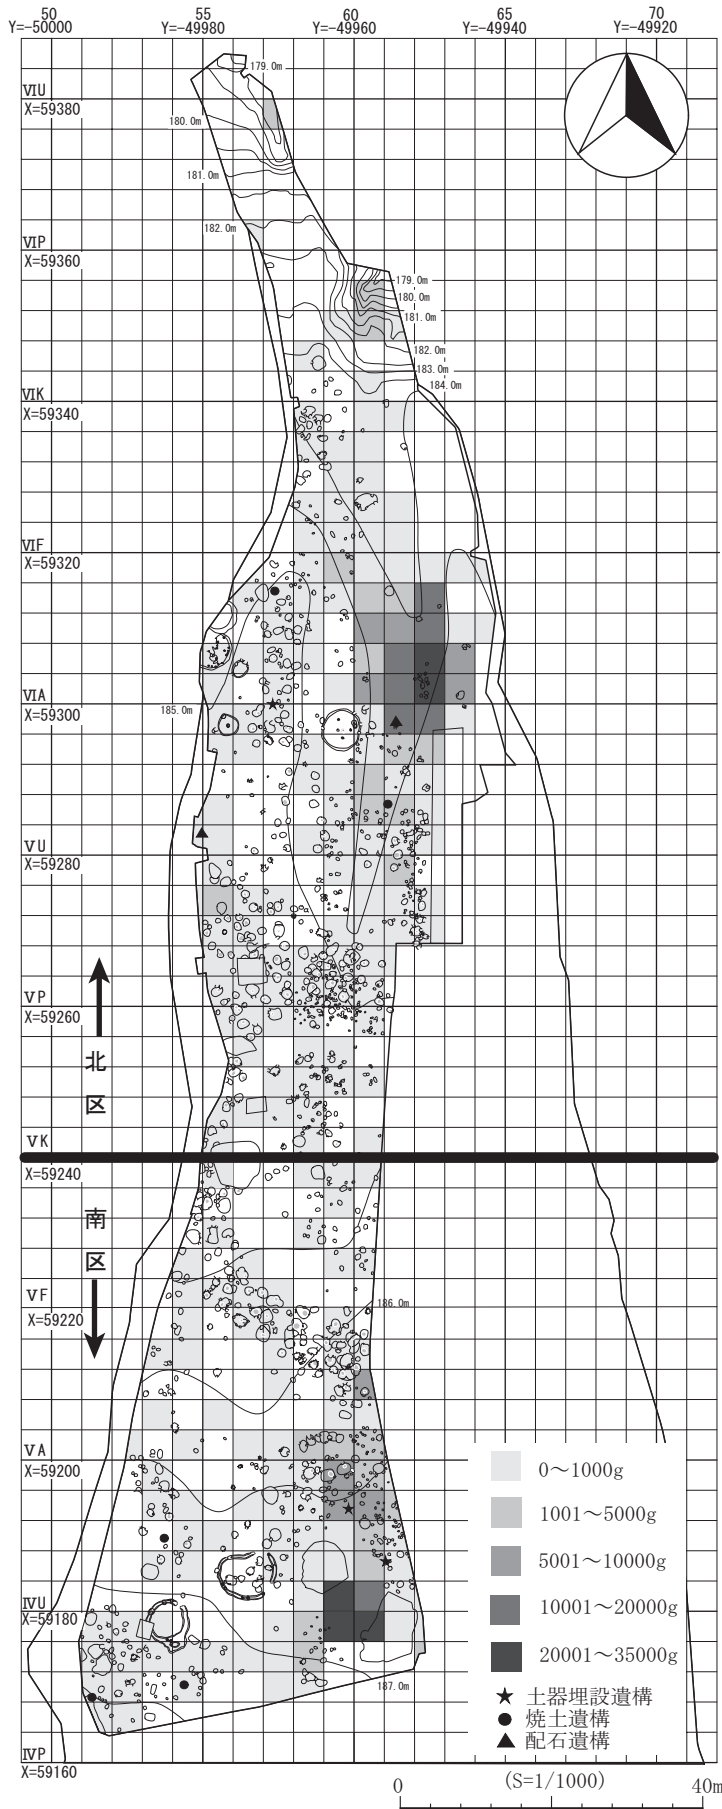 50 55 60 65 70
Y=-50000 Y=-49980 Y=-49960 Y=-49940 Y=-49920
179.0m
ⅥU
X=59380
180.0m
181.0m
182.0m
ⅥP
X=59360
179.0m
180.0m
181.0m
182.0m
183.0m
184.0m
ⅥK
X=59340
ⅥF
X=59320
ⅥA
X=59300
185.0m
ⅤU
X=59280
ⅤP
X=59260
北区
ⅤK
X=59240
南区
ⅤF
X=59220
186.0m
ⅤA
X=59200
ⅣU
X=59180
187.0m
ⅣP
X=59160
0～1000g
1001～5000g
5001～10000g
10001～20000g
20001～35000g
★ 土器埋設遺構
● 焼土遺構
▲ 配石遺構
0 (S=1/1000) 40m